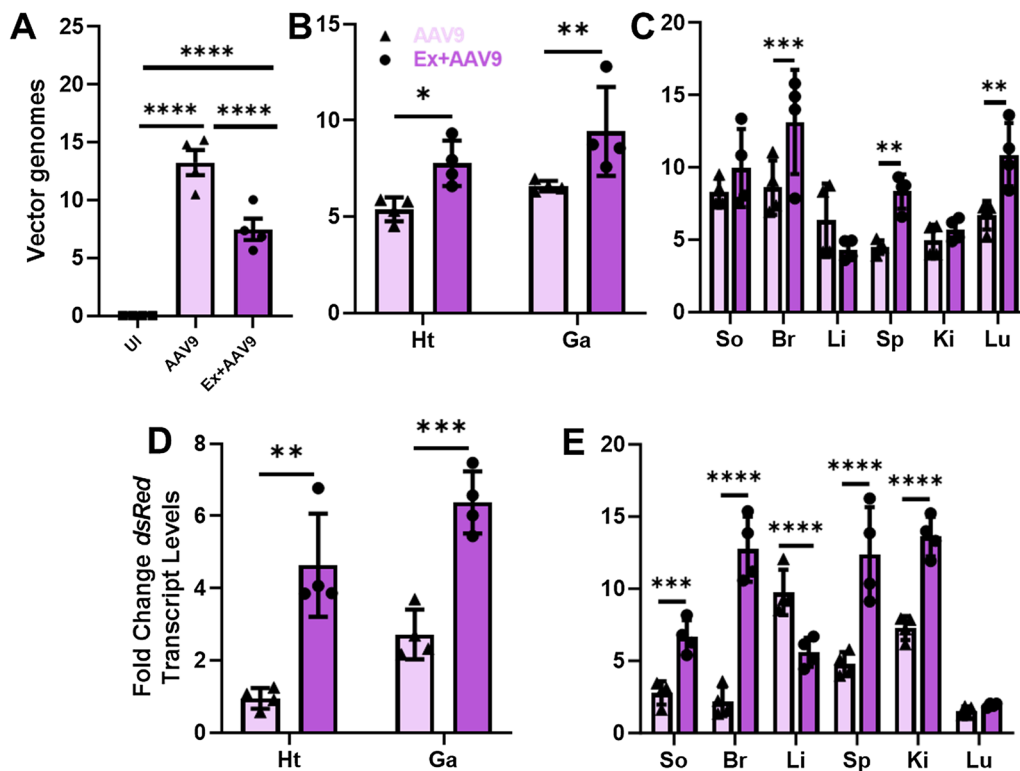 A
Vector genomes
25
20
15
10
5
0
****
****
****
UI
AAV9
Ex+AAV9
B
AAV9
Ex+AAV9
15
10
5
0
*
**
Ht
Ga
C
20
15
10
5
0
***
**
**
So
Br
Li
Sp
Ki
Lu
D
Fold Change dsRed
Transcript Levels
8
6
4
2
0
**
***
Ht
Ga
E
20
15
10
5
0
***
****
****
****
****
So
Br
Li
Sp
Ki
Lu